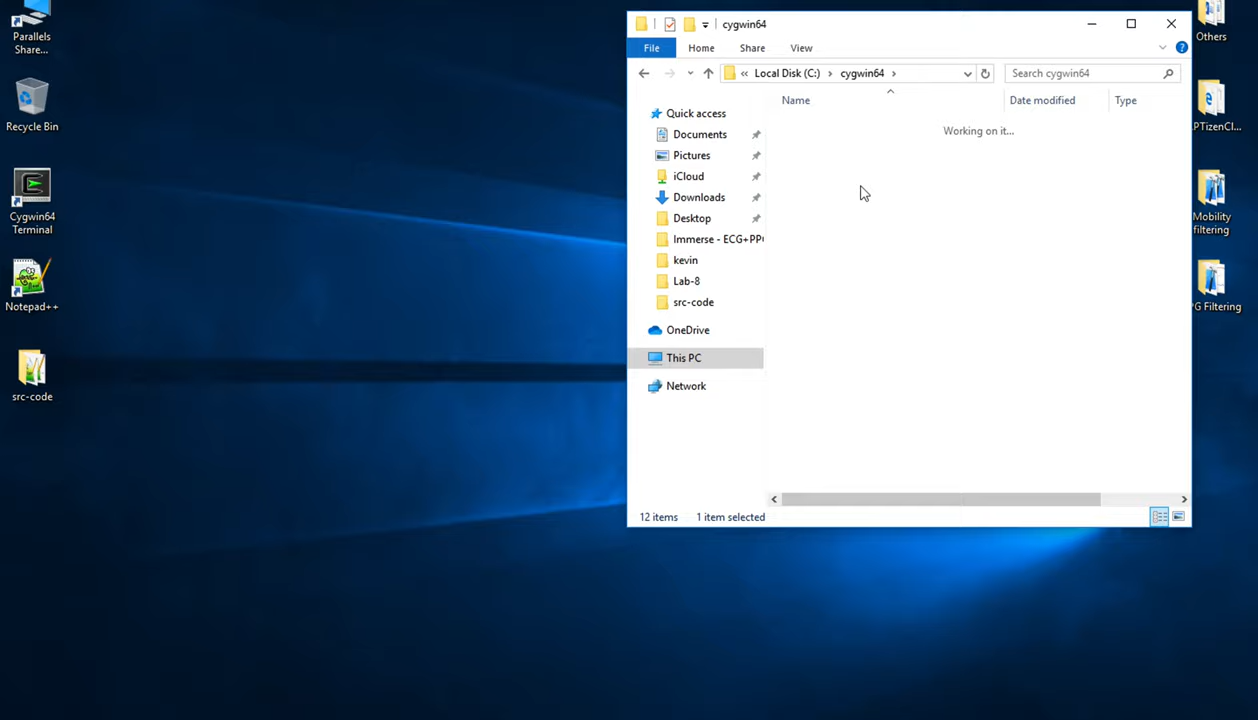 Parallels
Share...
Recycle Bin
Cygwin64
Terminal
Notepad++
src-code
cygwin64
File
Home
Share
View
«
Local Disk (C:)
cygwin64
Search cygwin64
Name
Date modified
Type
Working on it...
Quick access
Documents
Pictures
iCloud
Downloads
Desktop
Immerse - ECG+PP
kevin
Lab-8
src-code
OneDrive
This PC
Network
12 items
1 item selected
Others
PTizenCl...
Mobility
filtering
G Filtering